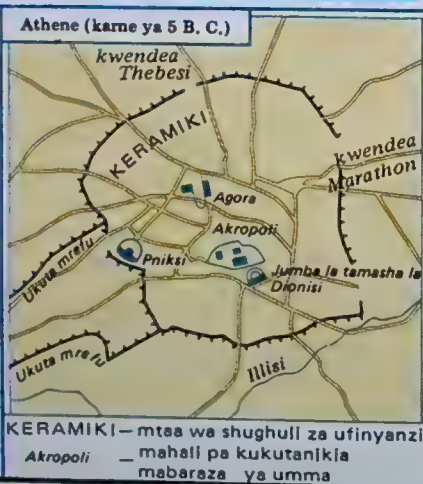 Athene (karne ya 5 B. C.)
kwendea
Thebesi
KERAMIKI
kwendea
Marathon
Agora
Akropoli
Pniksi
Jumba la tamasha la
Dionisi
Ukuta mrefu
Ukuta mrefu
Illisi
KERAMIKI – mtaa wa shughuli za ufinyanzi
Akropoli – mahali pa kukutanikia
mabaraza ya umma